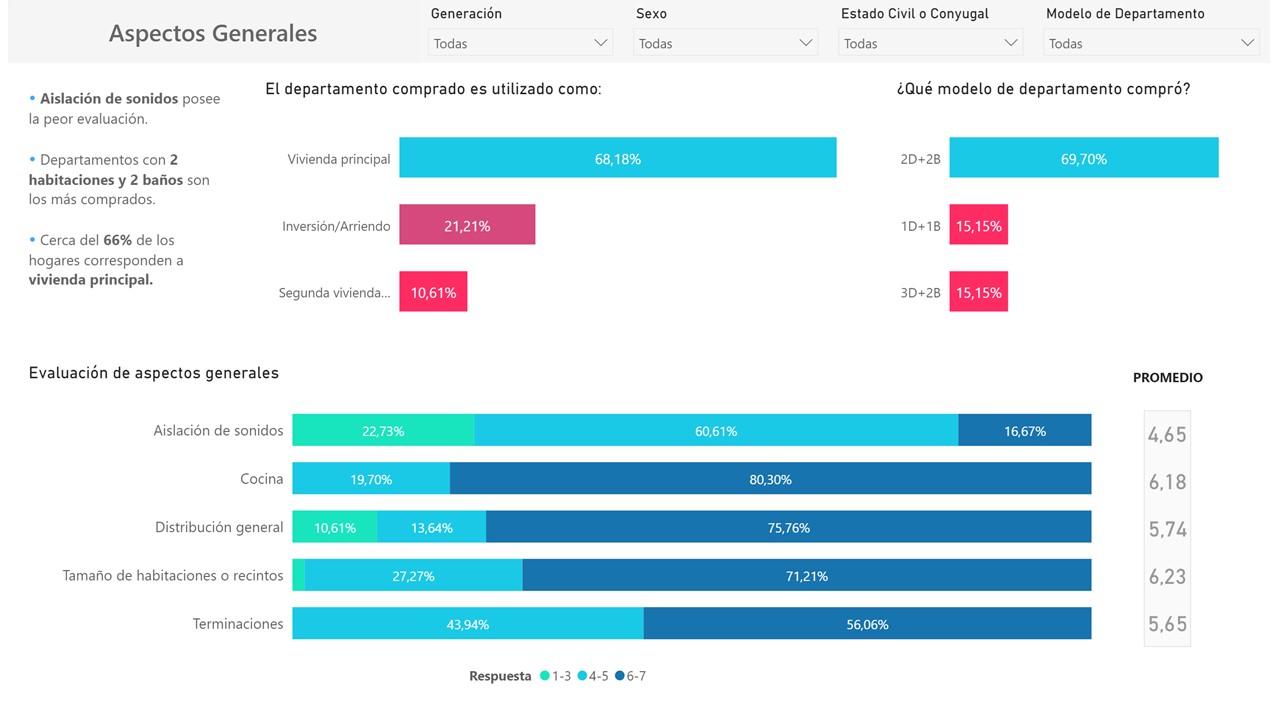 Aspectos Generales
Generación
Todas
Sexo
Todas
Estado Civil o Conyugal
Todas
Modelo de Departamento
Todas
• Aislación de sonidos posee
la peor evaluación.
• Departamentos con 2
habitaciones y 2 baños son
los más comprados.
• Cerca del 66% de los
hogares corresponden a
vivienda principal.
El departamento comprado es utilizado como:
Vivienda principal
68,18%
Inversión/Arriendo
21,21%
Segunda vivienda...
10,61%
¿Qué modelo de departamento compró?
2D+2B
69,70%
1D+1B
15,15%
3D+2B
15,15%
Evaluación de aspectos generales
PROMEDIO
Aislación de sonidos
22,73%
60,61%
16,67%
4,65
Cocina
19,70%
80,30%
6,18
Distribución general
10,61%
13,64%
75,76%
5,74
Tamaño de habitaciones o recintos
27,27%
71,21%
6,23
Terminaciones
43,94%
56,06%
5,65
Respuesta 1-3 4-5 6-7